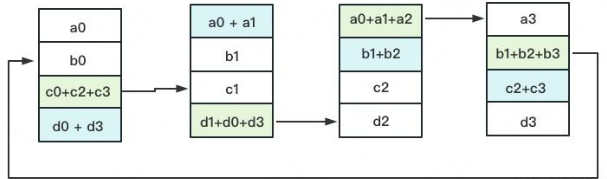 a0
b0
c0+c2+c3
d0 + d3
a0 + a1
b1
c1
d1+d0+d3
a0+a1+a2
b1+b2
c2
d2
a3
b1+b2+b3
c2+c3
d3